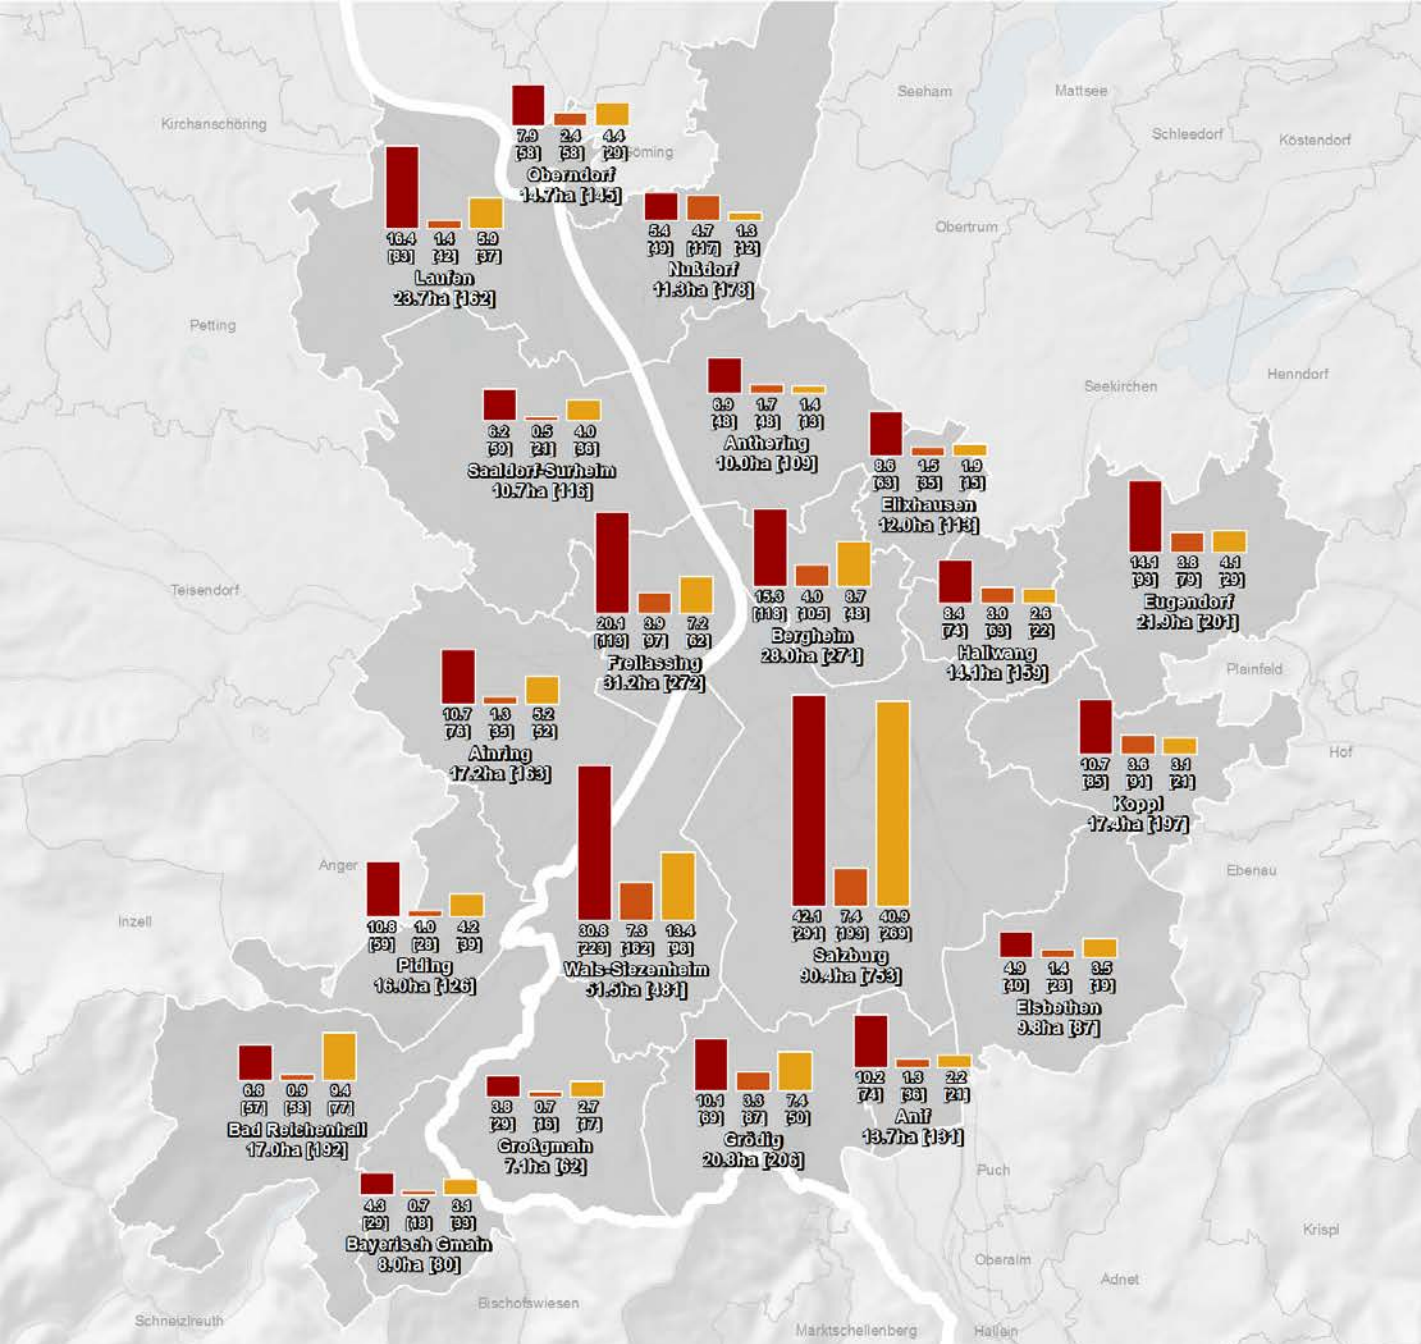 Seeham
Mattsee
Kirchanschöring
Schleedorf
Köstendorf
7.9 2.4 4.4
[58] [58] [29]
Göming
Oberndorf
14.7ha [145]
Obertrum
5.4 4.7 1.3
[49] [117] [12]
Nußdorf
11.3ha [178]
16.4 1.4 5.9
[83] [42] [37]
Laufen
23.7ha [162]
Petting
Henndorf
Seekirchen
6.9 1.7 1.4
[48] [48] [13]
Anthering
10.0ha [109]
6.2 0.5 4.0
[59] [21] [36]
Saaldorf-Surheim
10.7ha [116]
8.6 1.5 1.9
[63] [35] [15]
Elixhausen
12.0ha [113]
14.1 3.8 4.1
[93] [79] [29]
Eugendorf
21.9ha [201]
Teisendorf
20.1 3.9 7.2
[113] [97] [62]
Freilassing
31.2ha [272]
15.3 4.0 8.7
[118] [105] [48]
Bergheim
28.0ha [271]
8.4 3.0 2.6
[74] [63] [22]
Hallwang
14.1ha [159]
Plainfeld
10.7 1.3 5.2
[76] [35] [52]
Ainring
17.2ha [163]
Hof
10.7 3.6 3.1
[85] [91] [21]
Koppl
17.4ha [197]
Anger
Ebenau
Inzell
10.8 1.0 4.2
[59] [28] [39]
Piding
16.0ha [126]
30.8 7.3 13.4
[223] [162] [96]
Wals-Siezenheim
51.5ha [481]
42.1 7.4 40.9
[291] [193] [269]
Salzburg
90.4ha [753]
4.9 1.4 3.5
[40] [28] [19]
Elsbethen
9.8ha [87]
6.8 0.9 9.4
[57] [58] [77]
Bad Reichenhall
17.0ha [192]
3.8 0.7 2.7
[29] [16] [17]
Großgmain
7.1ha [62]
10.1 3.3 7.4
[69] [87] [50]
Grödig
20.8ha [206]
10.2 1.3 2.2
[74] [36] [21]
Anif
13.7ha [131]
Puch
4.3 0.7 3.1
[29] [18] [33]
Bayerisch Gmain
8.0ha [80]
Krispl
Oberalm
Adnet
Bischofswiesen
Schneizlreuth
Marktschellenberg
Hallein